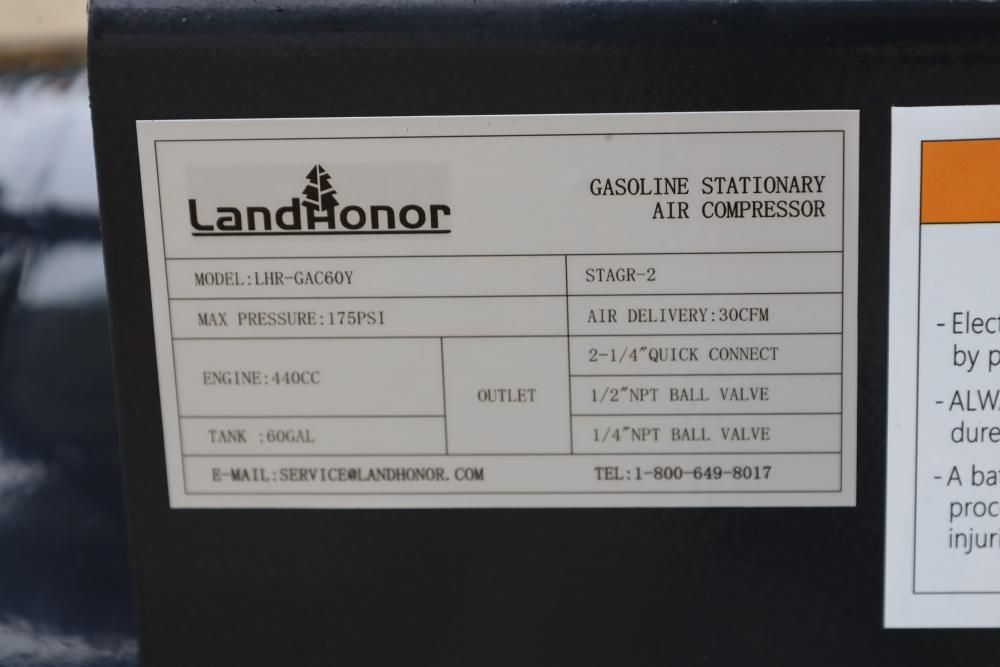 LandHonor
GASOLINE STATIONARY
AIR COMPRESSOR
MODEL:LHR-GAC60Y
STAGR-2
MAX PRESSURE:175PSI
AIR DELIVERY:30CFM
ENGINE:440CC
OUTLET
2-1/4″QUICK CONNECT
1/2″NPT BALL VALVE
TANK :60GAL
1/4″NPT BALL VALVE
E-MAIL:SERVICE@LANDHONOR.COM
TEL:1-800-649-8017
- Elect
by p
- ALWA
dure
- A bat
proc
injuri